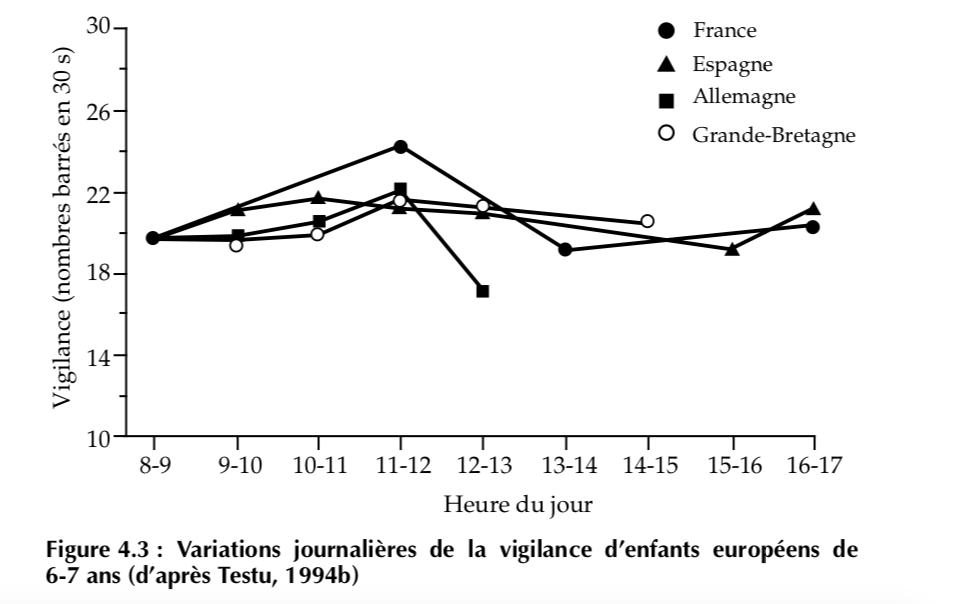 30
26
22
18
14
10
Vigilance (nombres barrés en 30 s)
France
Espagne
Allemagne
Grande-Bretagne
8-9 9-10 10-11 11-12 12-13 13-14 14-15 15-16 16-17
Heure du jour
Figure 4.3 : Variations journalières de la vigilance d'enfants européens de
6-7 ans (d'après Testu, 1994b)